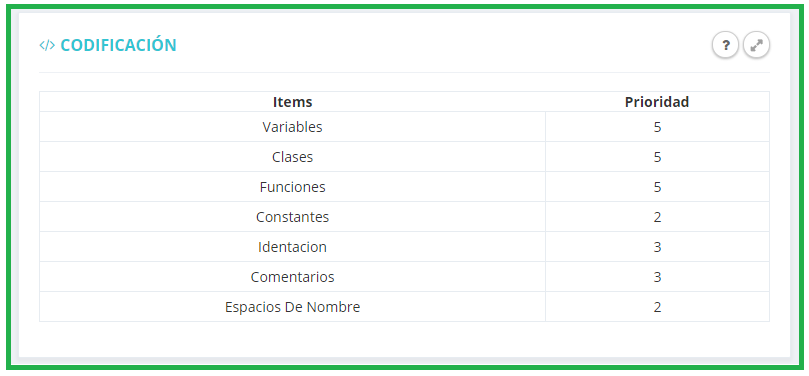 </> CODIFICACIÓN ?
Items Prioridad
Variables 5
Clases 5
Funciones 5
Constantes 2
Identacion 3
Comentarios 3
Espacios De Nombre 2